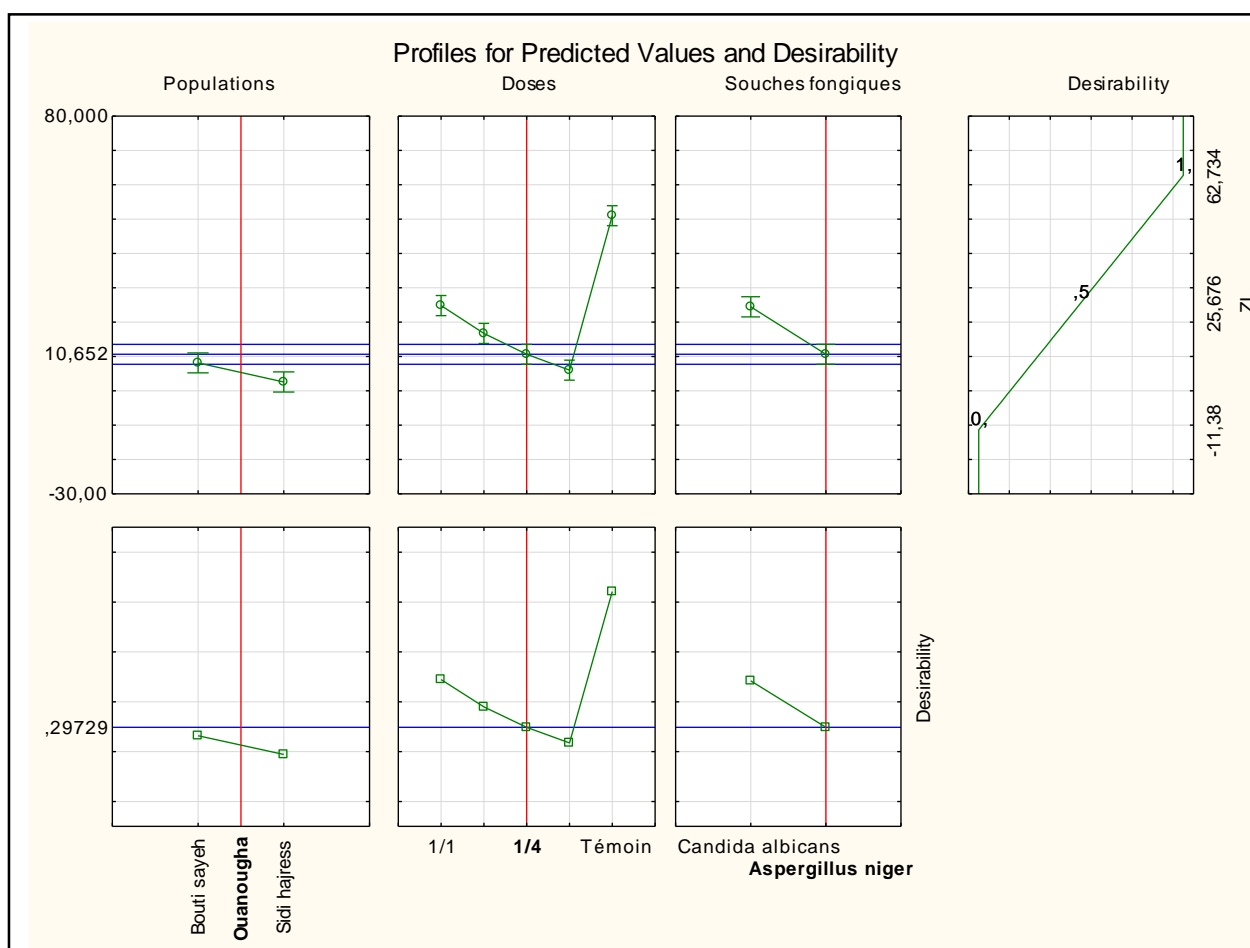 Profiles for Predicted Values and Desirability
Populations
Doses
Souches fongiques
Desirability
80,000
10,652
-30,00
1,
,5
0,
62,734
25,676
-11,38
ZI
,29729
Desirability
1/1
1/4
Témoin
Candida albicans
Aspergillus niger
Bouti sayeh
Ouanougha
Sidi hajress